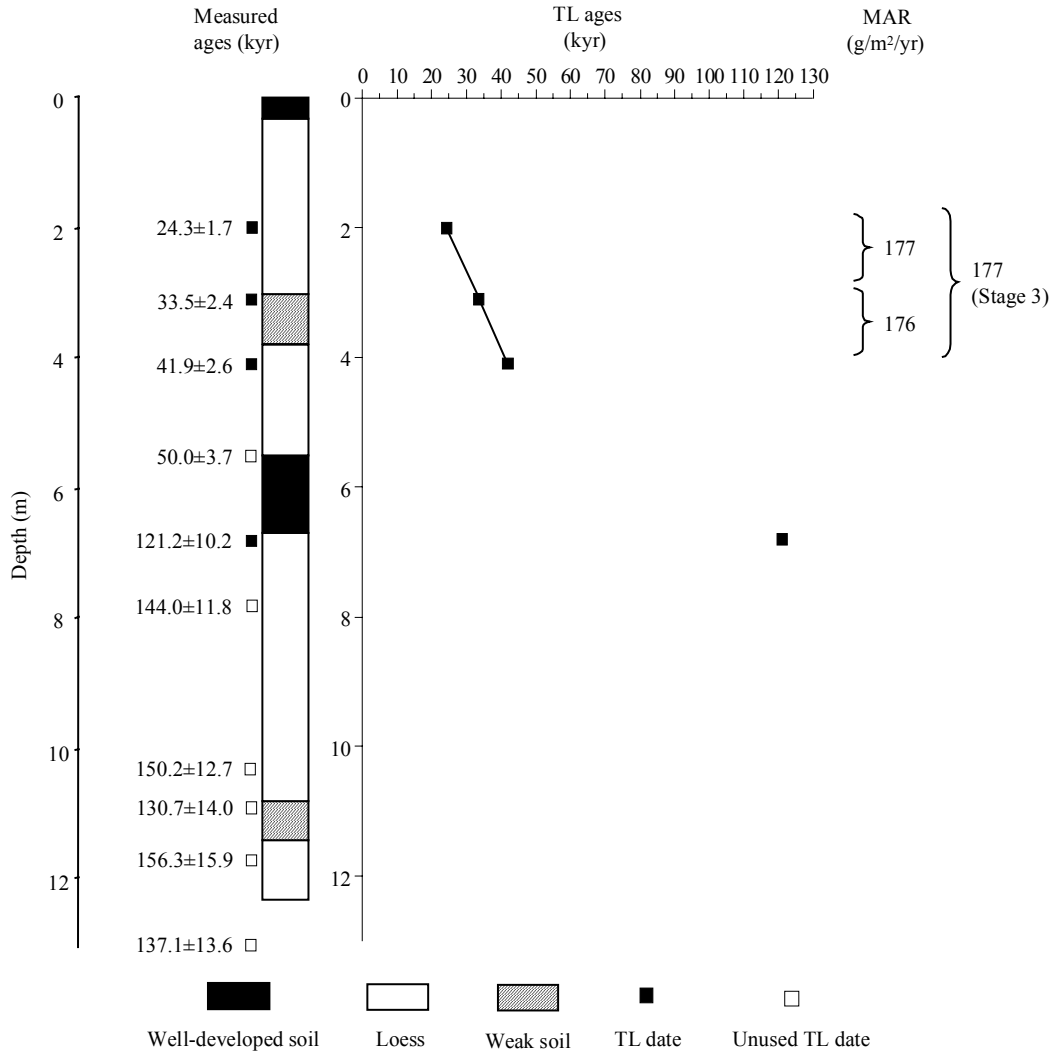 Measured
ages (kyr)
TL ages
(kyr)
MAR
(g/m²/yr)
0 10 20 30 40 50 60 70 80 90 100 110 120 130
Depth (m)
0
2
4
6
8
10
12
24.3±1.7
33.5±2.4
41.9±2.6
50.0±3.7
121.2±10.2
144.0±11.8
150.2±12.7
130.7±14.0
156.3±15.9
137.1±13.6
0
2
4
6
8
10
12
177
176
177
(Stage 3)
Well-developed soil
Loess
Weak soil
TL date
Unused TL date